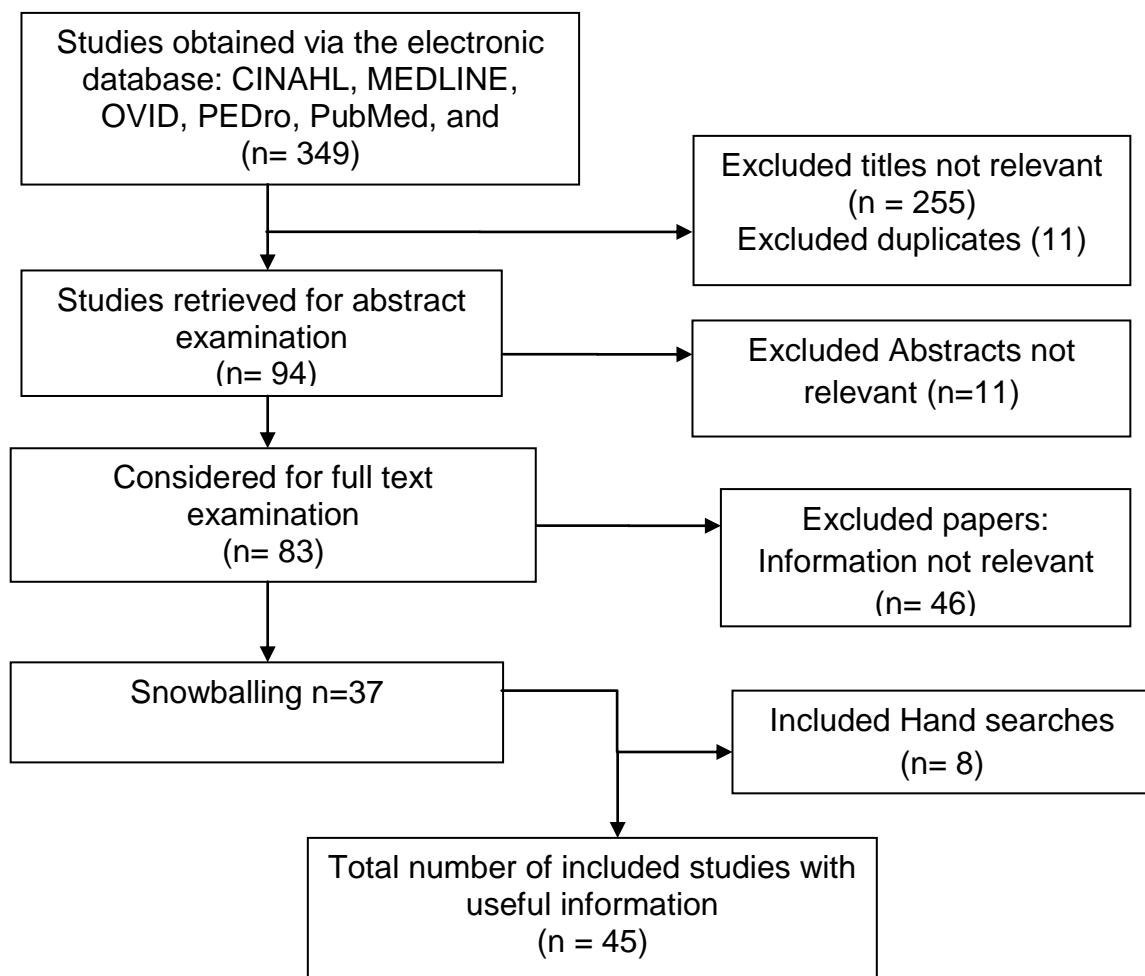 Studies obtained via the electronic
database: CINAHL, MEDLINE,
OVID, PEDro, PubMed, and
(n= 349)
Excluded titles not relevant
(n = 255)
Excluded duplicates (11)
Studies retrieved for abstract
examination
(n= 94)
Excluded Abstracts not
relevant (n=11)
Considered for full text
examination
(n= 83)
Excluded papers:
Information not relevant
(n= 46)
Snowballing n=37
Included Hand searches
(n= 8)
Total number of included studies with
useful information
(n = 45)